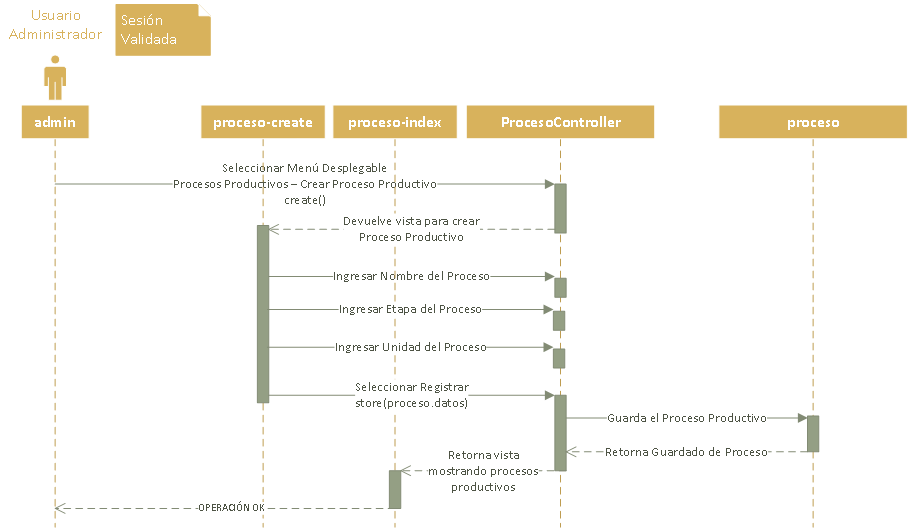 Usuario
Administrador
Sesión
Validada
admin
proceso-create
proceso-index
ProcesoController
proceso
Seleccionar Menú Desplegable
Procesos Productivos – Crear Proceso Productivo
create()
Devuelve vista para crear
Proceso Productivo
Ingresar Nombre del Proceso
Ingresar Etapa del Proceso
Ingresar Unidad del Proceso
Seleccionar Registrar
store(proceso.datos)
Guarda el Proceso Productivo
Retorna Guardado de Proceso
Retorna vista
mostrando procesos
productivos
OPERACIÓN OK